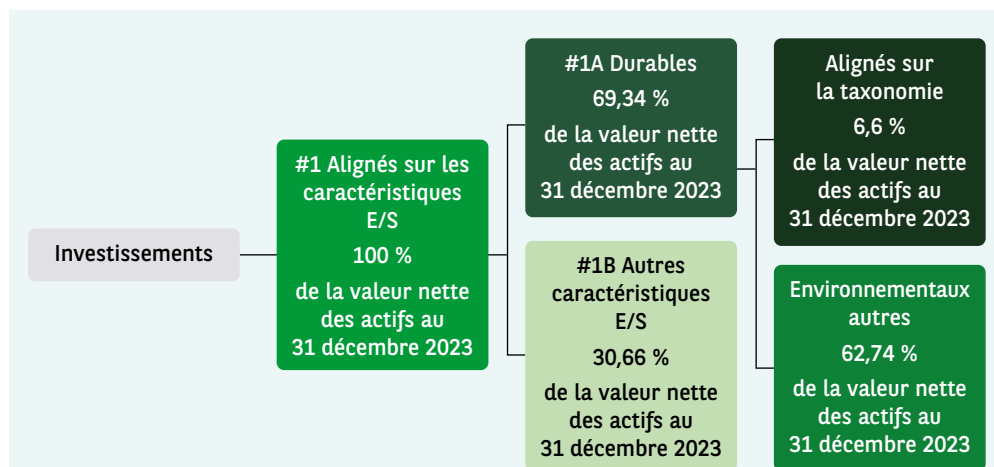 Investissements
#1 Alignés sur les
caractéristiques
E/S
100 %
de la valeur nette
des actifs au
31 décembre 2023
#1A Durables
69,34 %
de la valeur nette
des actifs au
31 décembre 2023
#1B Autres
caractéristiques
E/S
30,66 %
de la valeur nette
des actifs au
31 décembre 2023
Alignés sur
la taxonomie
6,6 %
de la valeur nette
des actifs au
31 décembre 2023
Environnementaux
autres
62,74 %
de la valeur nette
des actifs au
31 décembre 2023